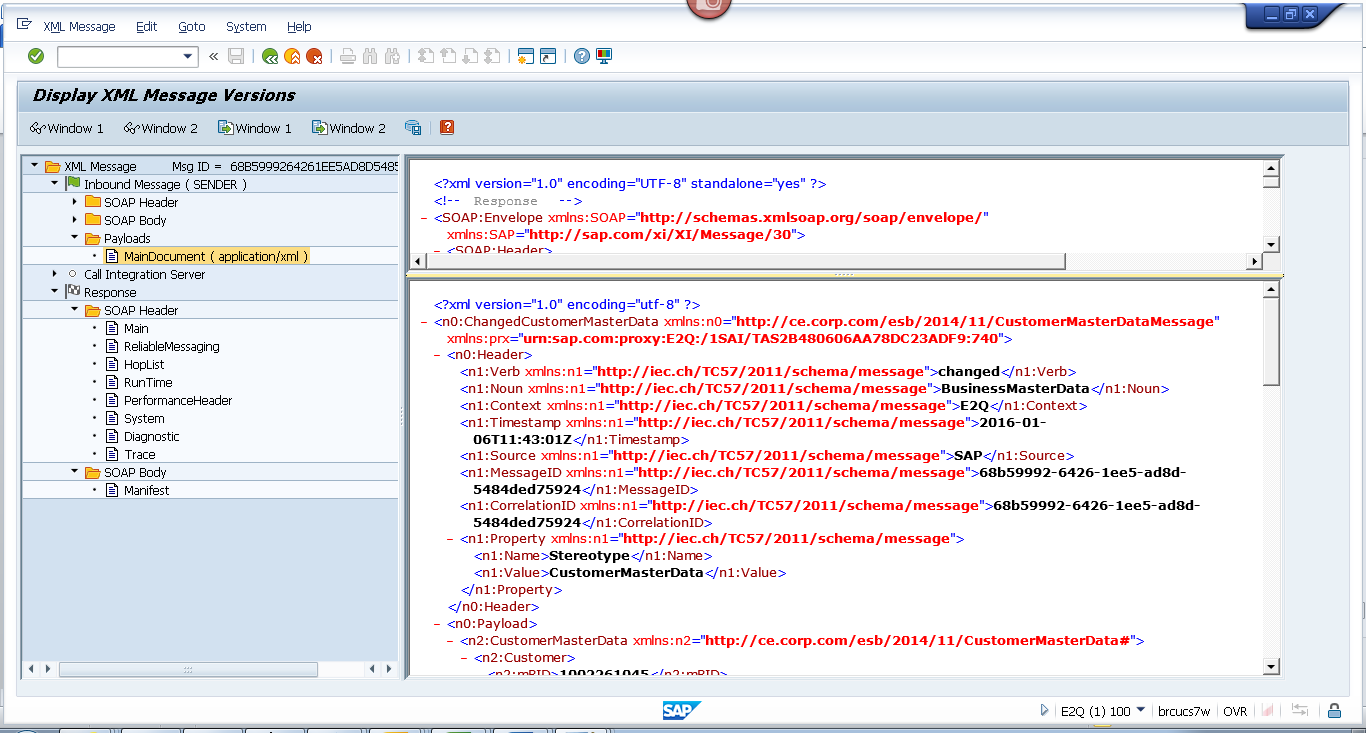 XML Message Edit Goto System Help
Display XML Message Versions
Window 1 Window 2 Window 1 Window 2
XML Message Msg ID = 68B5999264261EE5AD8D5485
Inbound Message ( SENDER )
SOAP Header
SOAP Body
Payloads
MainDocument ( application/xml )
Call Integration Server
Response
SOAP Header
Main
ReliableMessaging
HopList
RunTime
PerformanceHeader
System
Diagnostic
Trace
SOAP Body
Manifest
<?xml version="1.0" encoding="UTF-8" standalone="yes" ?>
<!-- Response -->
- <SOAP:Envelope xmlns:SOAP="http://schemas.xmlsoap.org/soap/envelope/"
xmlns:SAP="http://sap.com/xi/XI/Message/30">
- <SOAP:Header>
<?xml version="1.0" encoding="utf-8" ?>
- <n0:ChangedCustomerMasterData xmlns:n0="http://ce.corp.com/esb/2014/11/CustomerMasterDataMessage"
xmlns:prx="urn:sap.com:proxy:E2Q:/1SAI/TAS2B480606AA78DC23ADF9:740">
- <n0:Header>
<n1:Verb xmlns:n1="http://iec.ch/TC57/2011/schema/message">changed</n1:Verb>
<n1:Noun xmlns:n1="http://iec.ch/TC57/2011/schema/message">BusinessMasterData</n1:Noun>
<n1:Context xmlns:n1="http://iec.ch/TC57/2011/schema/message">E2Q</n1:Context>
<n1:Timestamp xmlns:n1="http://iec.ch/TC57/2011/schema/message">2016-01-
06T11:43:01Z</n1:Timestamp>
<n1:Source xmlns:n1="http://iec.ch/TC57/2011/schema/message">SAP</n1:Source>
<n1:MessageID xmlns:n1="http://iec.ch/TC57/2011/schema/message">68b59992-6426-1ee5-ad8d-
5484ded75924</n1:MessageID>
<n1:CorrelationID xmlns:n1="http://iec.ch/TC57/2011/schema/message">68b59992-6426-1ee5-ad8d-
5484ded75924</n1:CorrelationID>
- <n1:Property xmlns:n1="http://iec.ch/TC57/2011/schema/message">
<n1:Name>Stereotype</n1:Name>
<n1:Value>CustomerMasterData</n1:Value>
</n1:Property>
</n0:Header>
- <n0:Payload>
- <n2:CustomerMasterData xmlns:n2="http://ce.corp.com/esb/2014/11/CustomerMasterData#">
- <n2:Customer>
<n2:mRID>1002261045</n2:mRID>
SAP
E2Q (1) 100 brcucs7w OVR